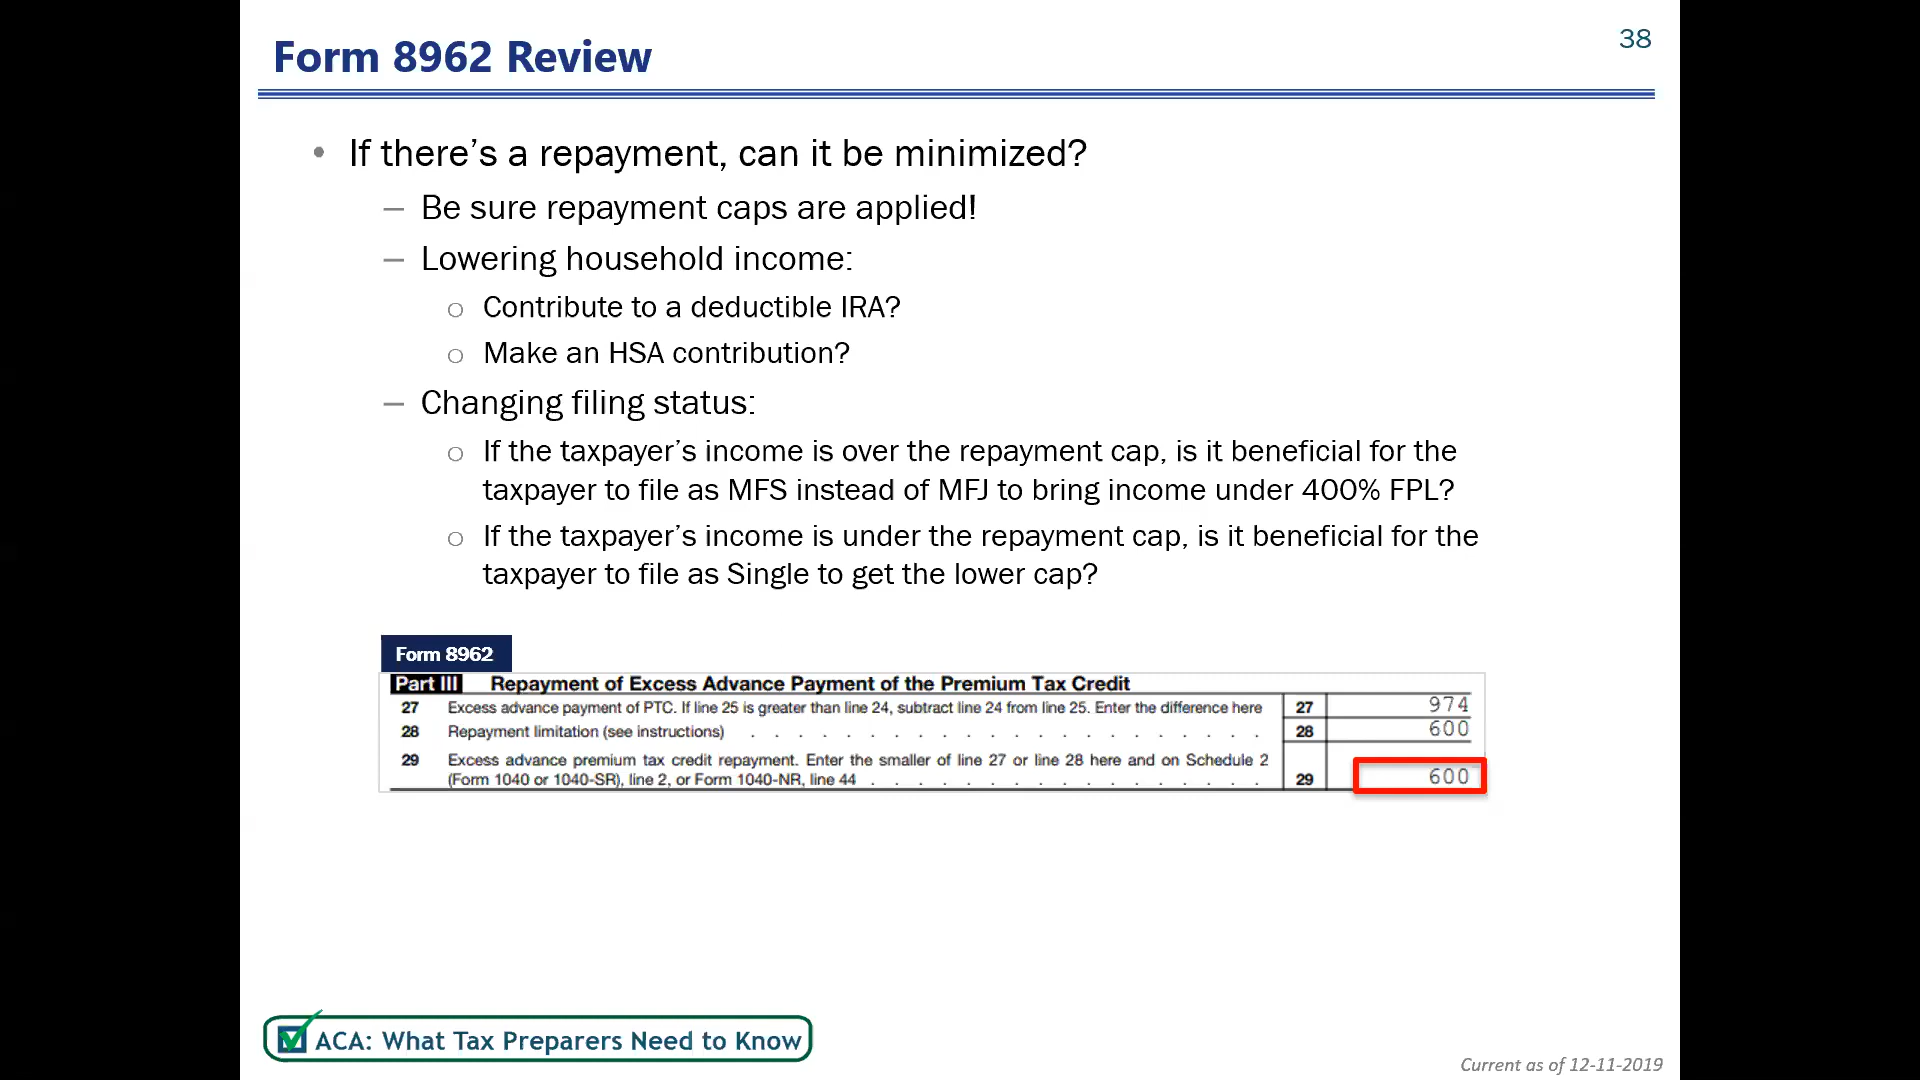 Form 8962 Review
38
• If there's a repayment, can it be minimized?
– Be sure repayment caps are applied!
– Lowering household income:
o Contribute to a deductible IRA?
o Make an HSA contribution?
– Changing filing status:
o If the taxpayer's income is over the repayment cap, is it beneficial for the
taxpayer to file as MFS instead of MFJ to bring income under 400% FPL?
o If the taxpayer's income is under the repayment cap, is it beneficial for the
taxpayer to file as Single to get the lower cap?
Form 8962
Part III Repayment of Excess Advance Payment of the Premium Tax Credit
27 Excess advance payment of PTC. If line 25 is greater than line 24, subtract line 24 from line 25. Enter the difference here 27 974
28 Repayment limitation (see instructions) . . . . . . . . . . . . . . . . . . . . . . 28 600
29 Excess advance premium tax credit repayment. Enter the smaller of line 27 or line 28 here and on Schedule 2
(Form 1040 or 1040-SR), line 2, or Form 1040-NR, line 44 . . . . . . . . . . . . . . . . . 29 600
ACA: What Tax Preparers Need to Know
Current as of 12-11-2019